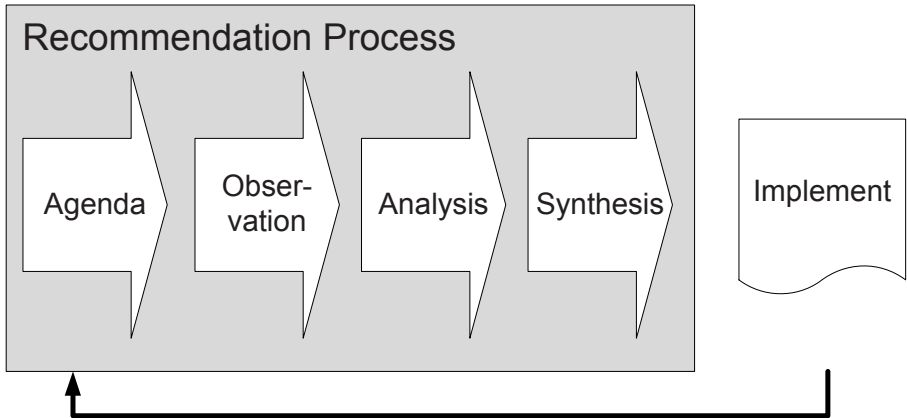 Recommendation Process
Agenda
Obser-
vation
Analysis
Synthesis
Implement